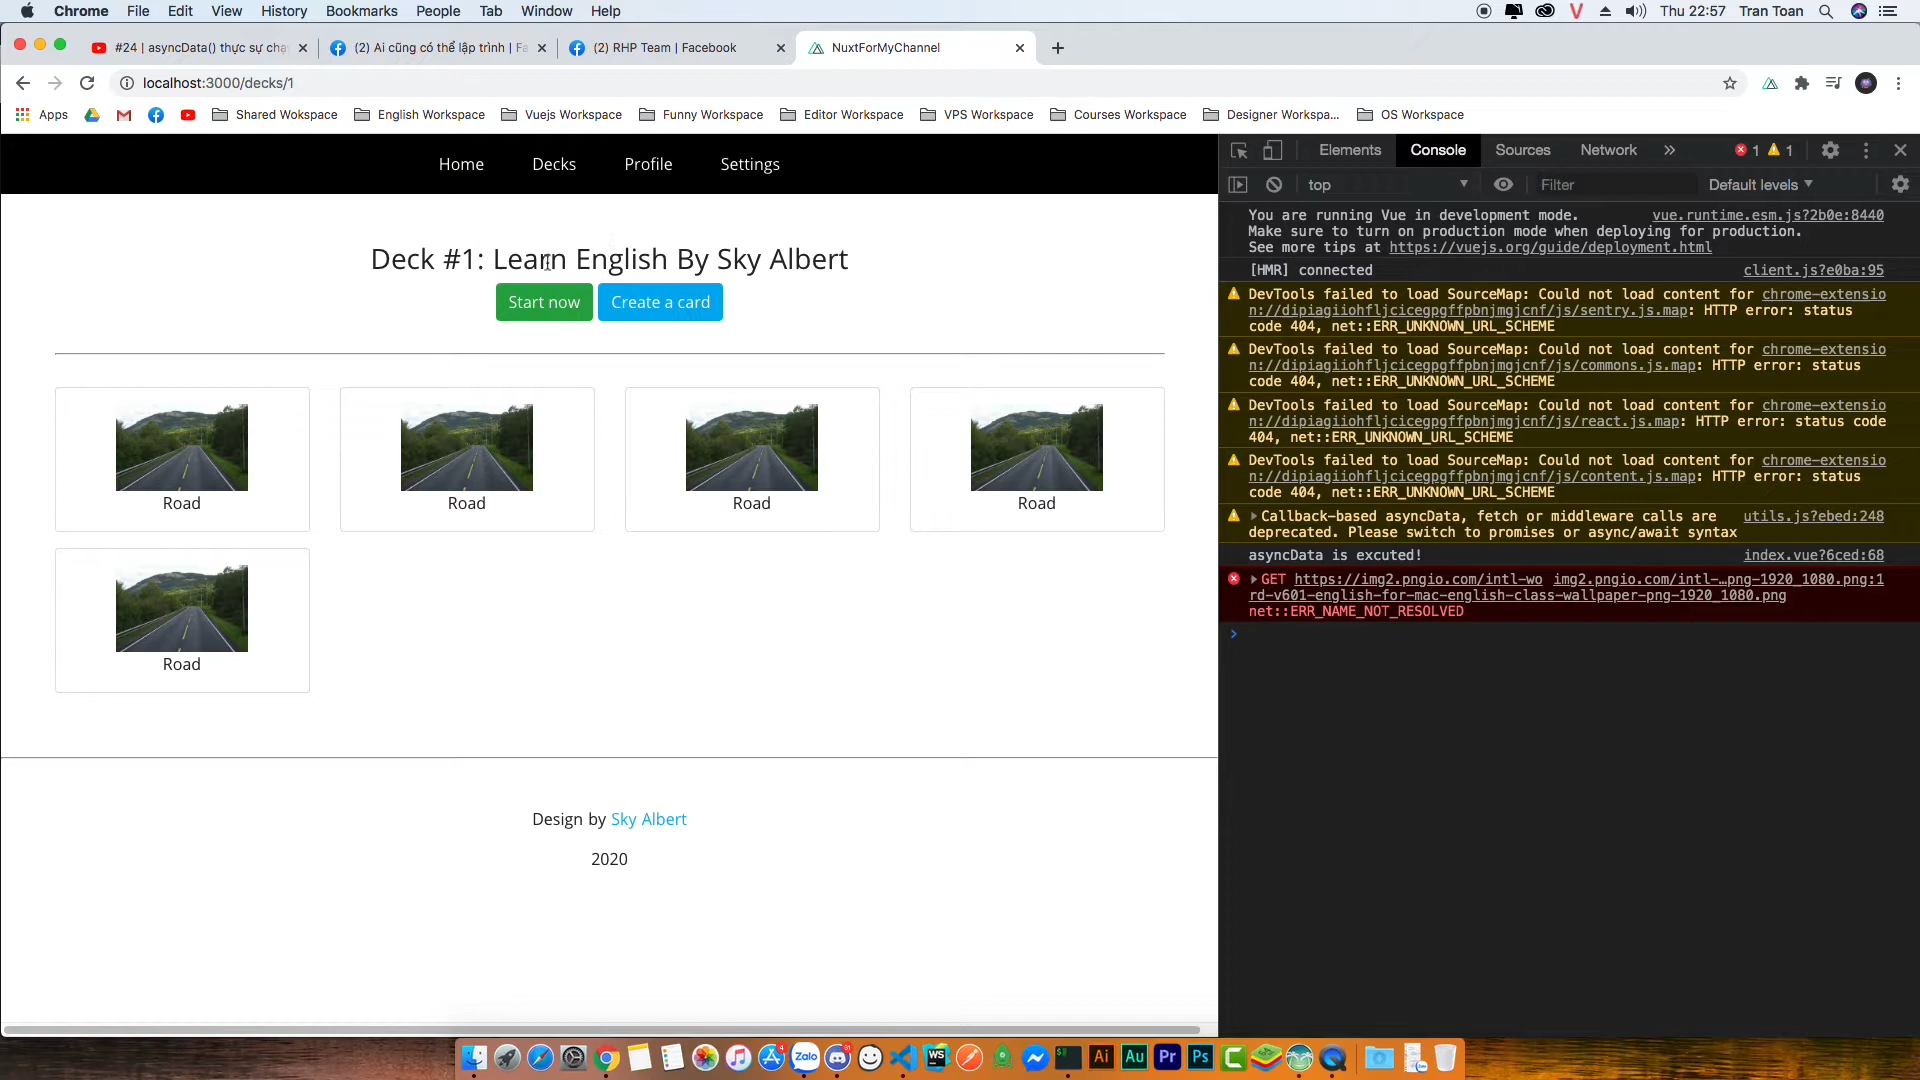 Chrome File Edit View History Bookmarks People Tab Window Help Thu 22:57 Tran Toan
#24 | asyncData() thực sự chạ (2) Ai cũng có thể lập trình | Fa (2) RHP Team | Facebook NuxtForMyChannel
localhost:3000/decks/1
Apps Shared Wokspace English Workspace Vuejs Workspace Funny Workspace Editor Workspace VPS Workspace Courses Workspace Designer Workspa... OS Workspace
Home Decks Profile Settings
Deck #1: Learn English By Sky Albert
Start now Create a card
Road Road Road Road
Road
Design by Sky Albert
2020
Elements Console Sources Network » 1 1
top Filter Default levels
You are running Vue in development mode. vue.runtime.esm.js?2b0e:8440
Make sure to turn on production mode when deploying for production.
See more tips at https://vuejs.org/guide/deployment.html
[HMR] connected client.js?e0ba:95
DevTools failed to load SourceMap: Could not load content for chrome-extensio
n://dipiagiiohfljcicegpgffpbnjmgjcnf/js/sentry.js.map: HTTP error: status
code 404, net::ERR_UNKNOWN_URL_SCHEME
DevTools failed to load SourceMap: Could not load content for chrome-extensio
n://dipiagiiohfljcicegpgffpbnjmgjcnf/js/commons.js.map: HTTP error: status
code 404, net::ERR_UNKNOWN_URL_SCHEME
DevTools failed to load SourceMap: Could not load content for chrome-extensio
n://dipiagiiohfljcicegpgffpbnjmgjcnf/js/react.js.map: HTTP error: status code
404, net::ERR_UNKNOWN_URL_SCHEME
DevTools failed to load SourceMap: Could not load content for chrome-extensio
n://dipiagiiohfljcicegpgffpbnjmgjcnf/js/content.js.map: HTTP error: status
code 404, net::ERR_UNKNOWN_URL_SCHEME
Callback-based asyncData, fetch or middleware calls are utils.js?ebed:248
deprecated. Please switch to promises or async/await syntax
asyncData is excuted! index.vue?6ced:68
GET https://img2.pngio.com/intl-wo img2.pngio.com/intl-…png-1920_1080.png:1
rd-v601-english-for-mac-english-class-wallpaper-png-1920_1080.png
net::ERR_NAME_NOT_RESOLVED
Zalo WS Ai Au Pr Ps C